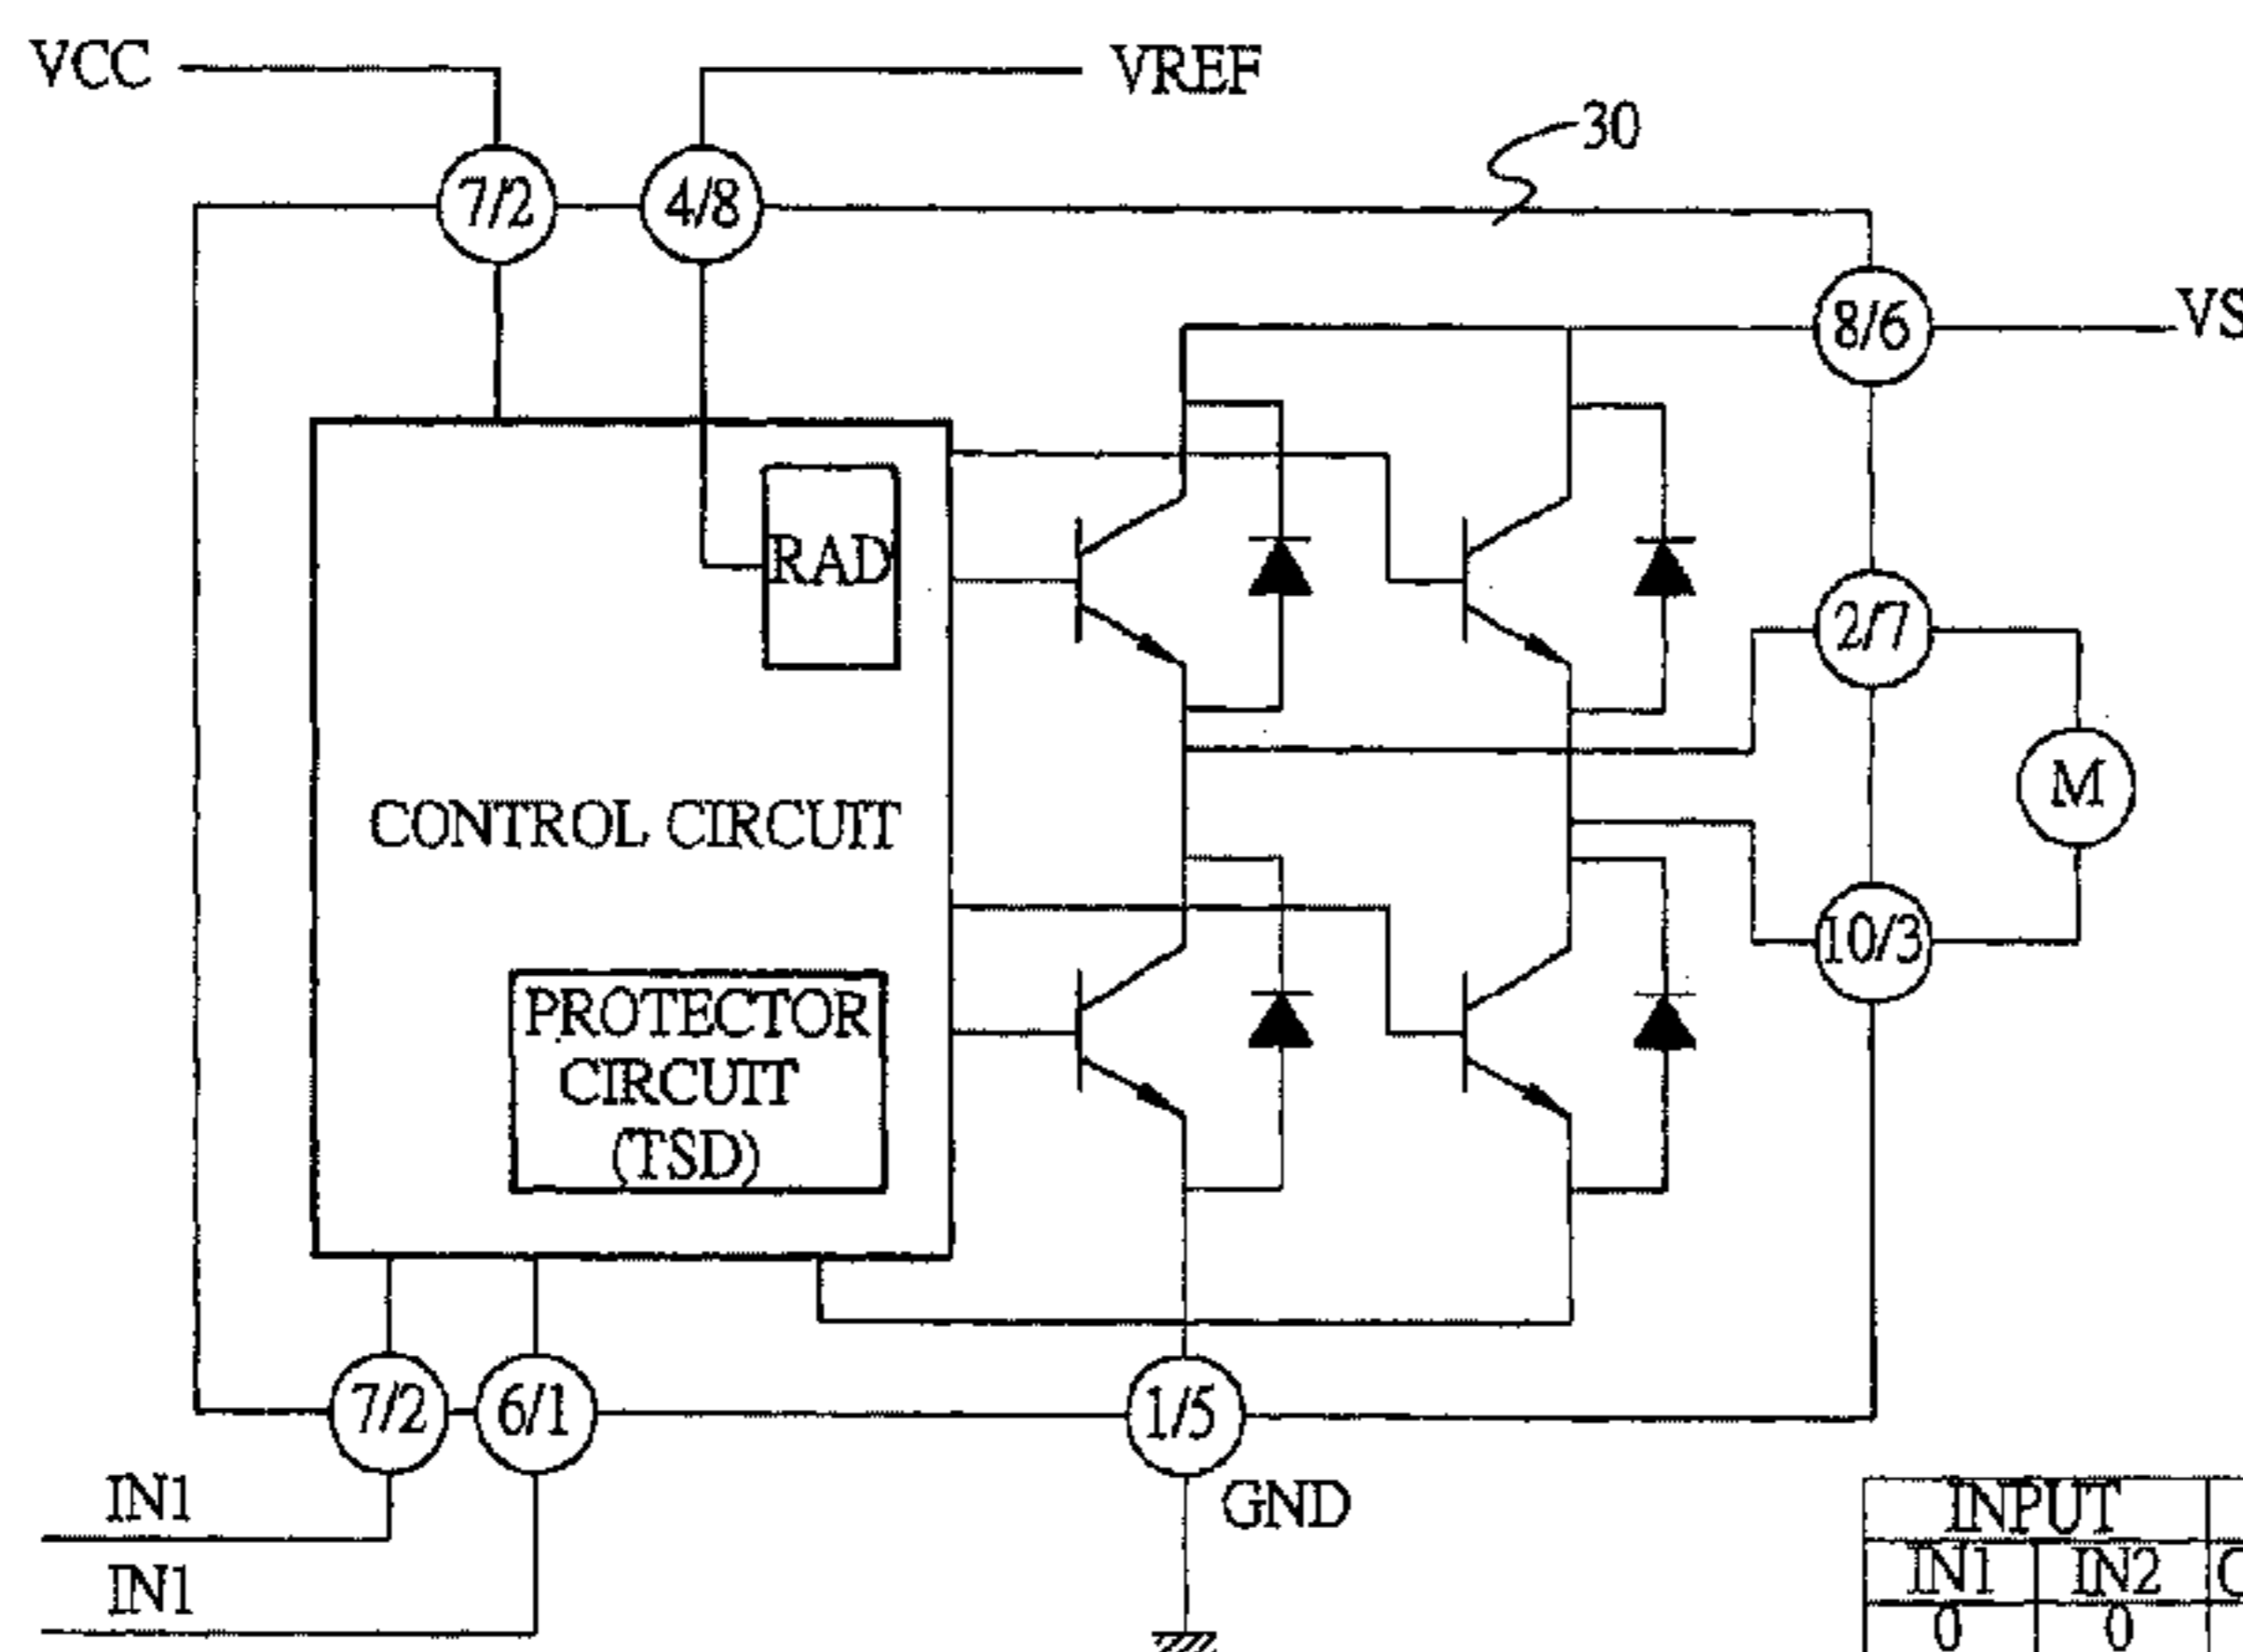 VCC
VREF
30
7/2
4/8
8/6
VS
RAD
2/7
M
CONTROL CIRCUIT
10/3
PROTECTOR
CIRCUIT
(TSD)
7/2
6/1
1/5
IN1
GND
IN1
INPUT
IN1 IN2
0 0